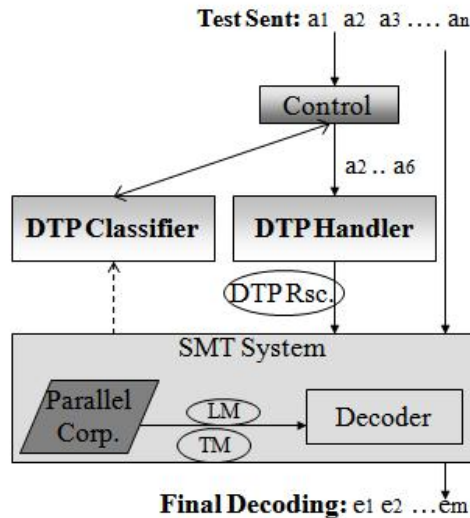 Test Sent: a1 a2 a3 .... an
Control
a2 .. a6
DTP Classifier
DTP Handler
DTP Rsc.
SMT System
Parallel
Corp.
LM
TM
Decoder
Final Decoding: e1 e2 ...em